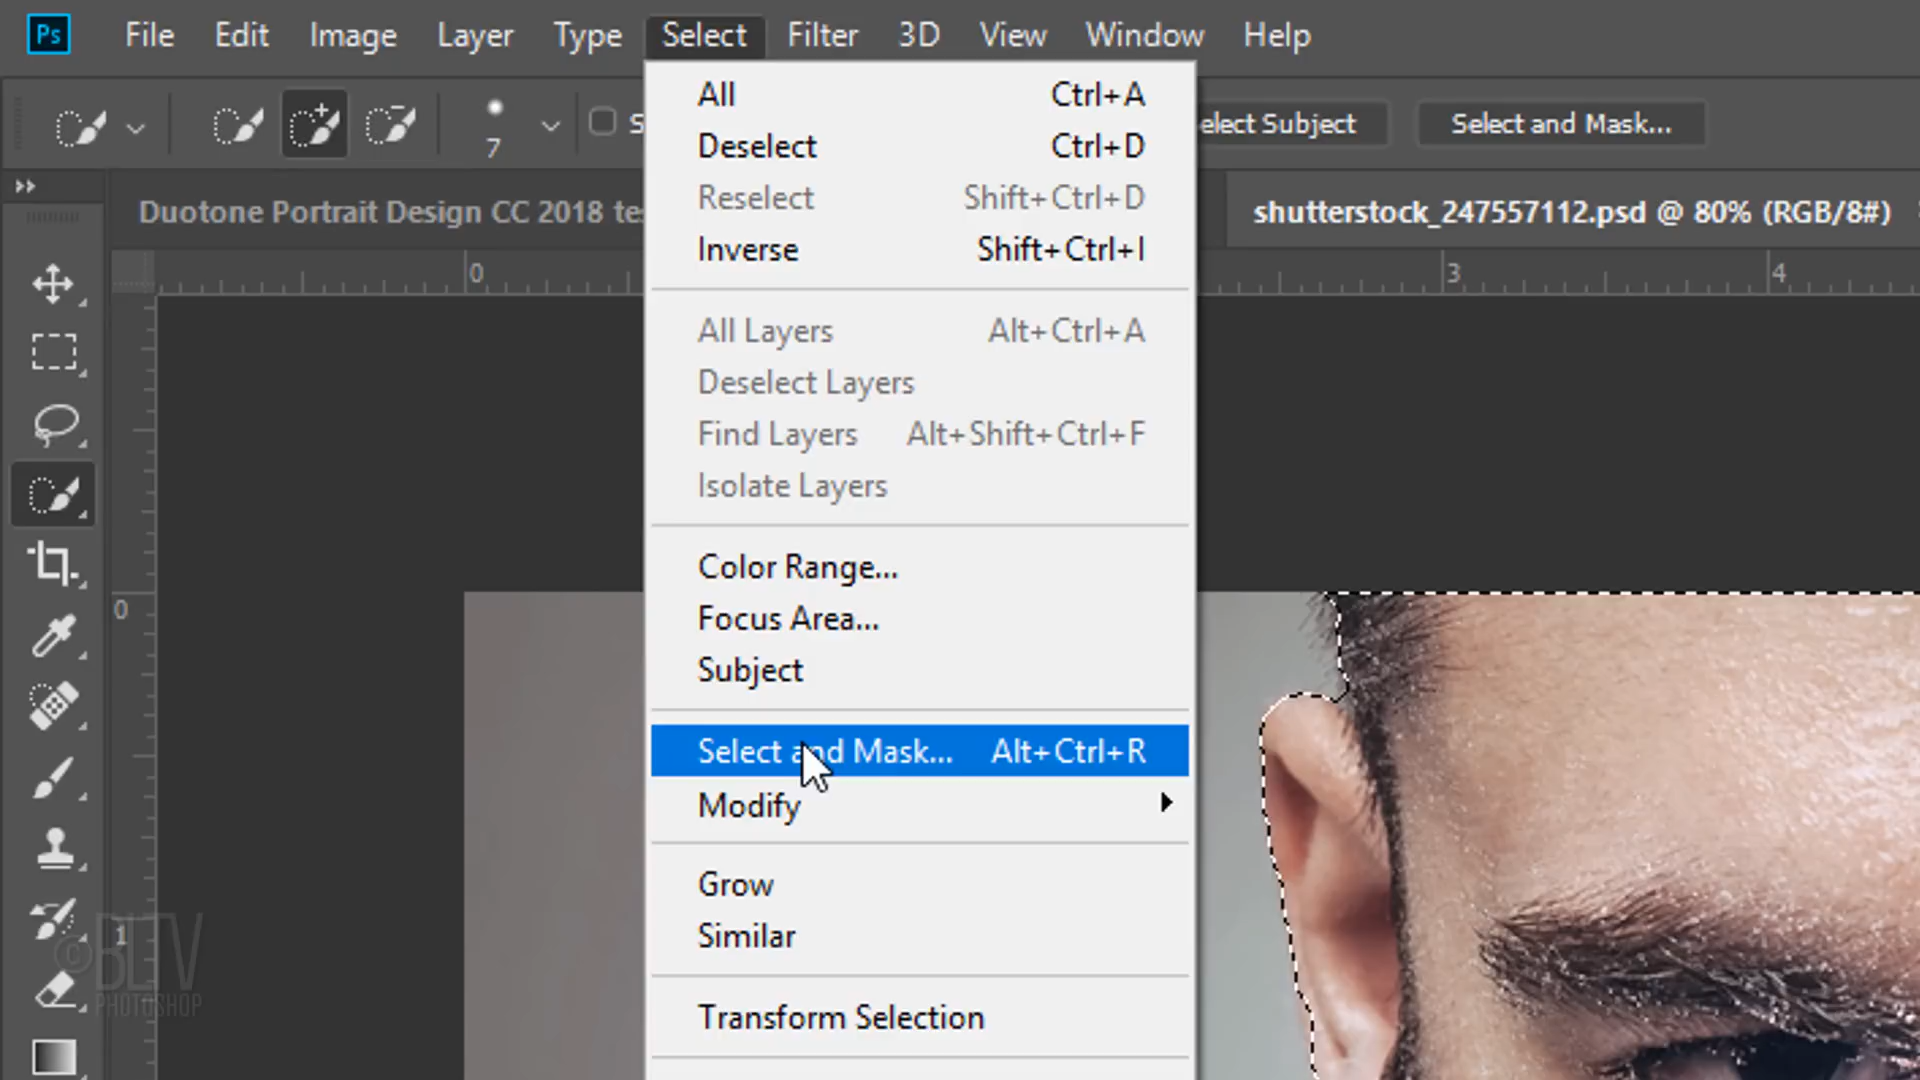 Ps File Edit Image Layer Type Select Filter 3D View Window Help
7
elect Subject Select and Mask...
Duotone Portrait Design CC 2018
shutterstock_247557112.psd @ 80% (RGB/8#)
0 3 4
All Ctrl+A
Deselect Ctrl+D
Reselect Shift+Ctrl+D
Inverse Shift+Ctrl+I
All Layers Alt+Ctrl+A
Deselect Layers
Find Layers Alt+Shift+Ctrl+F
Isolate Layers
Color Range...
Focus Area...
0
Subject
Select and Mask... Alt+Ctrl+R
Modify
Grow
Similar
1
© BLTV
PHOTOSHOP
Transform Selection